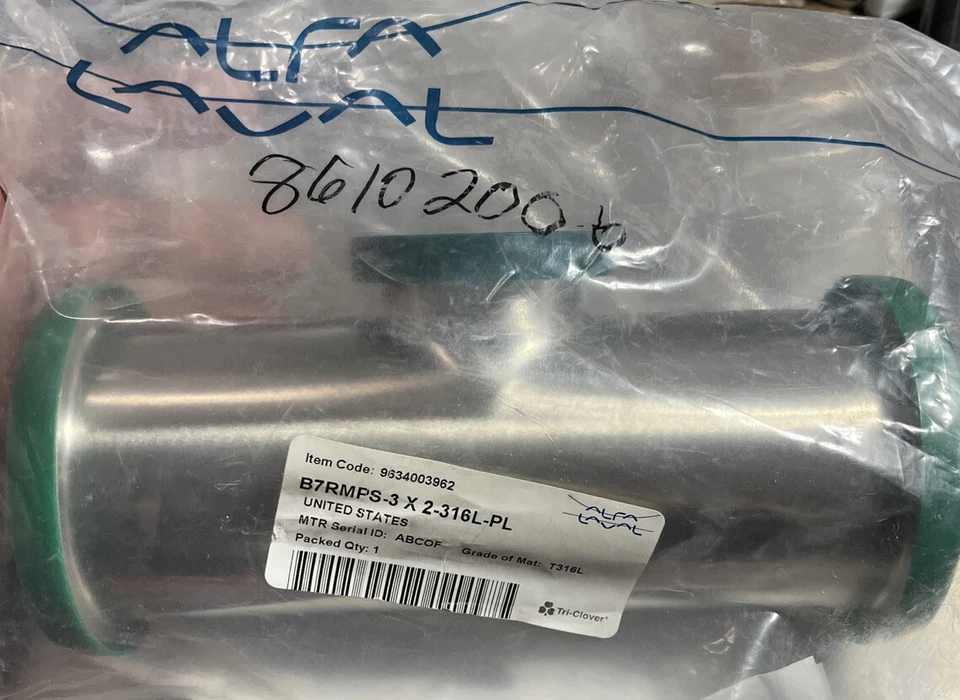 ALFA
LAVAL
8610200-6
Item Code: 9634003962
B7RMPS-3 X 2-316L-PL
UNITED STATES
MTR Serial ID: ABCOF Grade of Mat: T316L
Packed Qty: 1
ALFA
LAVAL
Tri-Clover®